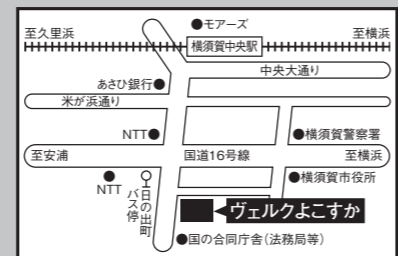 ●モアーズ
至久里浜
至横浜
横須賀中央駅
中央大通り
あさひ銀行●
米が浜通り
NTT●
●横須賀警察署
至安浦
国道16号線
至横浜
●
NTT
日の出町
バス停
●横須賀市役所
ヴェルクよこすか
●国の合同庁舎(法務局等)